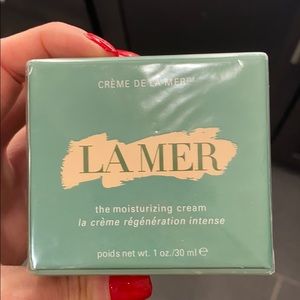 CRÈME DE LA MER™
LA MER
the moisturizing cream
la crème régénération intense
poids net wt. 1 oz./30 ml ℮